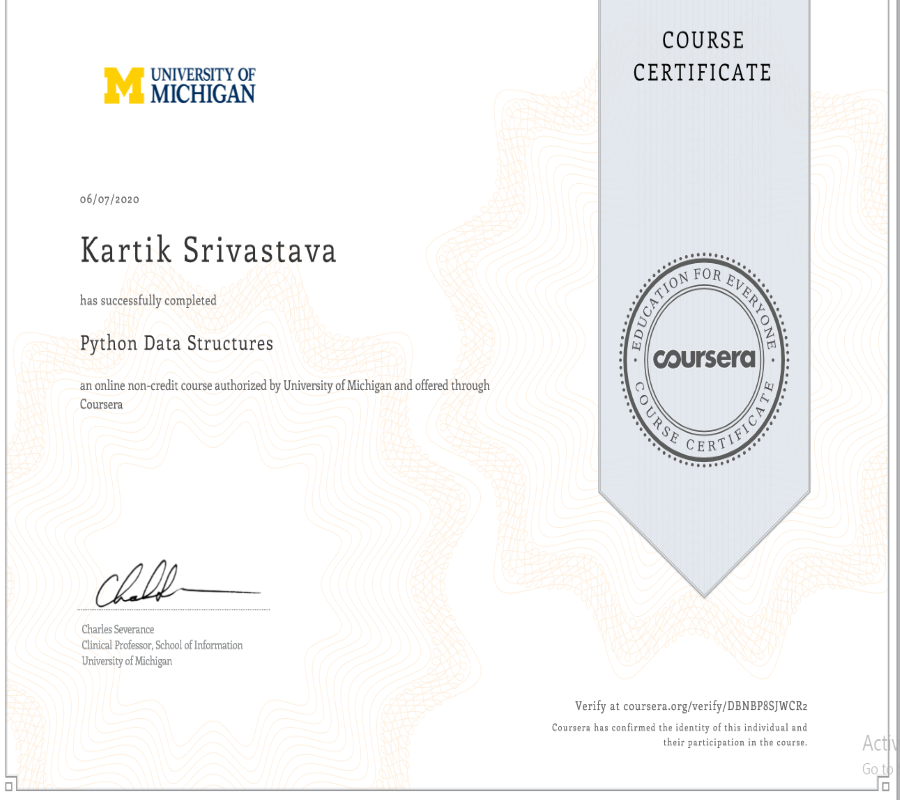 UNIVERSITY OF
MICHIGAN
COURSE
CERTIFICATE
06/07/2020
Kartik Srivastava
has successfully completed
Python Data Structures
an online non-credit course authorized by University of Michigan and offered through
Coursera
EDUCATION FOR EVERYONE
coursera
COURSE CERTIFICATE
Charles Severance
Clinical Professor, School of Information
University of Michigan
Verify at coursera.org/verify/DBNBP8SJWCR2
Coursera has confirmed the identity of this individual and
their participation in the course.
Go to